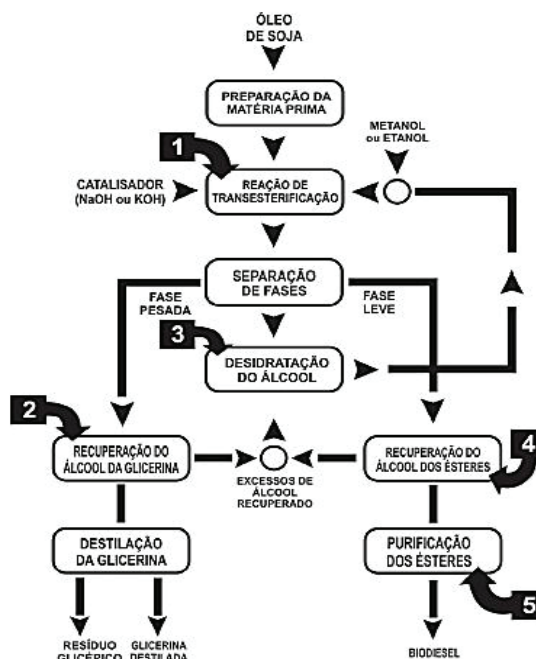 ÓLEO
DE SOJA
PREPARAÇÃO DA
MATÉRIA PRIMA
METANOL
ou ETANOL
1
CATALISADOR
(NaOH ou KOH)
REAÇÃO DE
TRANSESTERIFICAÇÃO
SEPARAÇÃO
DE FASES
FASE
PESADA
FASE
LEVE
3
DESIDRATAÇÃO
DO ÁLCOOL
2
RECUPERAÇÃO DO
ÁLCOOL DA GLICERINA
EXCESSOS DE
ÁLCOOL
RECUPERADO
RECUPERAÇÃO DO
ÁLCOOL DOS ÉSTERES
4
DESTILAÇÃO
DA GLICERINA
PURIFICAÇÃO
DOS ÉSTERES
5
RESÍDUO
GLICÉRICO
GLICERINA
DESTILADA
BIODIESEL